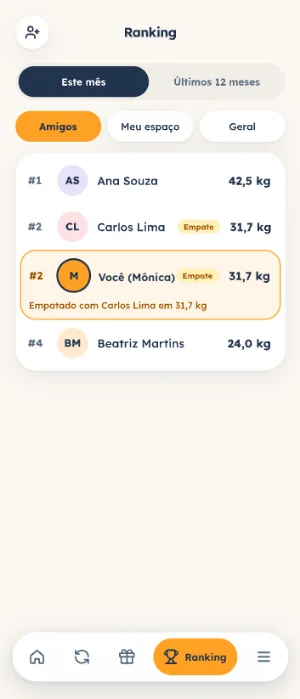 Ranking
Este mês
Últimos 12 meses
Amigos
Meu espaço
Geral
#1 AS Ana Souza 42,5 kg
#2 CL Carlos Lima Empate 31,7 kg
#2 M Você (Mônica) Empate 31,7 kg
Empatado com Carlos Lima em 31,7 kg
#4 BM Beatriz Martins 24,0 kg
Ranking